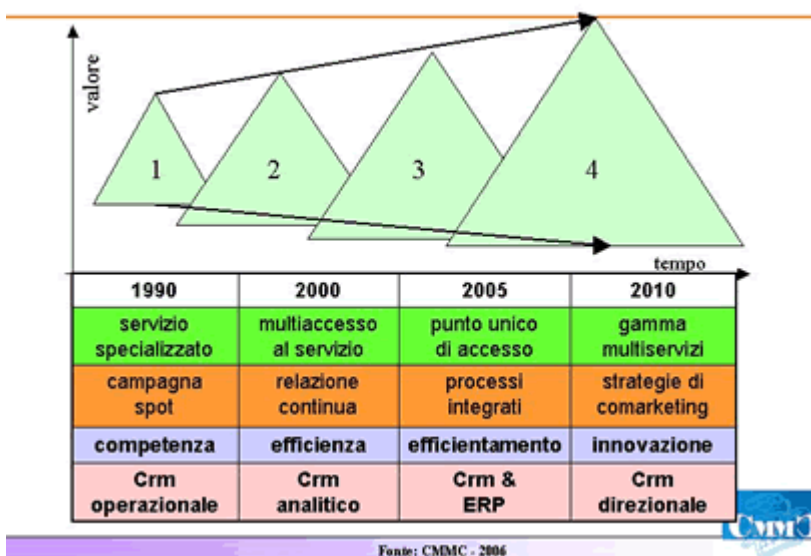 valore
1
2
3
4
tempo
1990 2000 2005 2010
servizio multiaccesso punto unico gamma
specializzato al servizio di accesso multiservizi
campagna relazione processi strategie di
spot continua integrati comarketing
competenza efficienza efficientamento innovazione
Crm Crm Crm & Crm
operazionale analitico ERP direzionale
CMMC
Fonte: CMMC - 2006